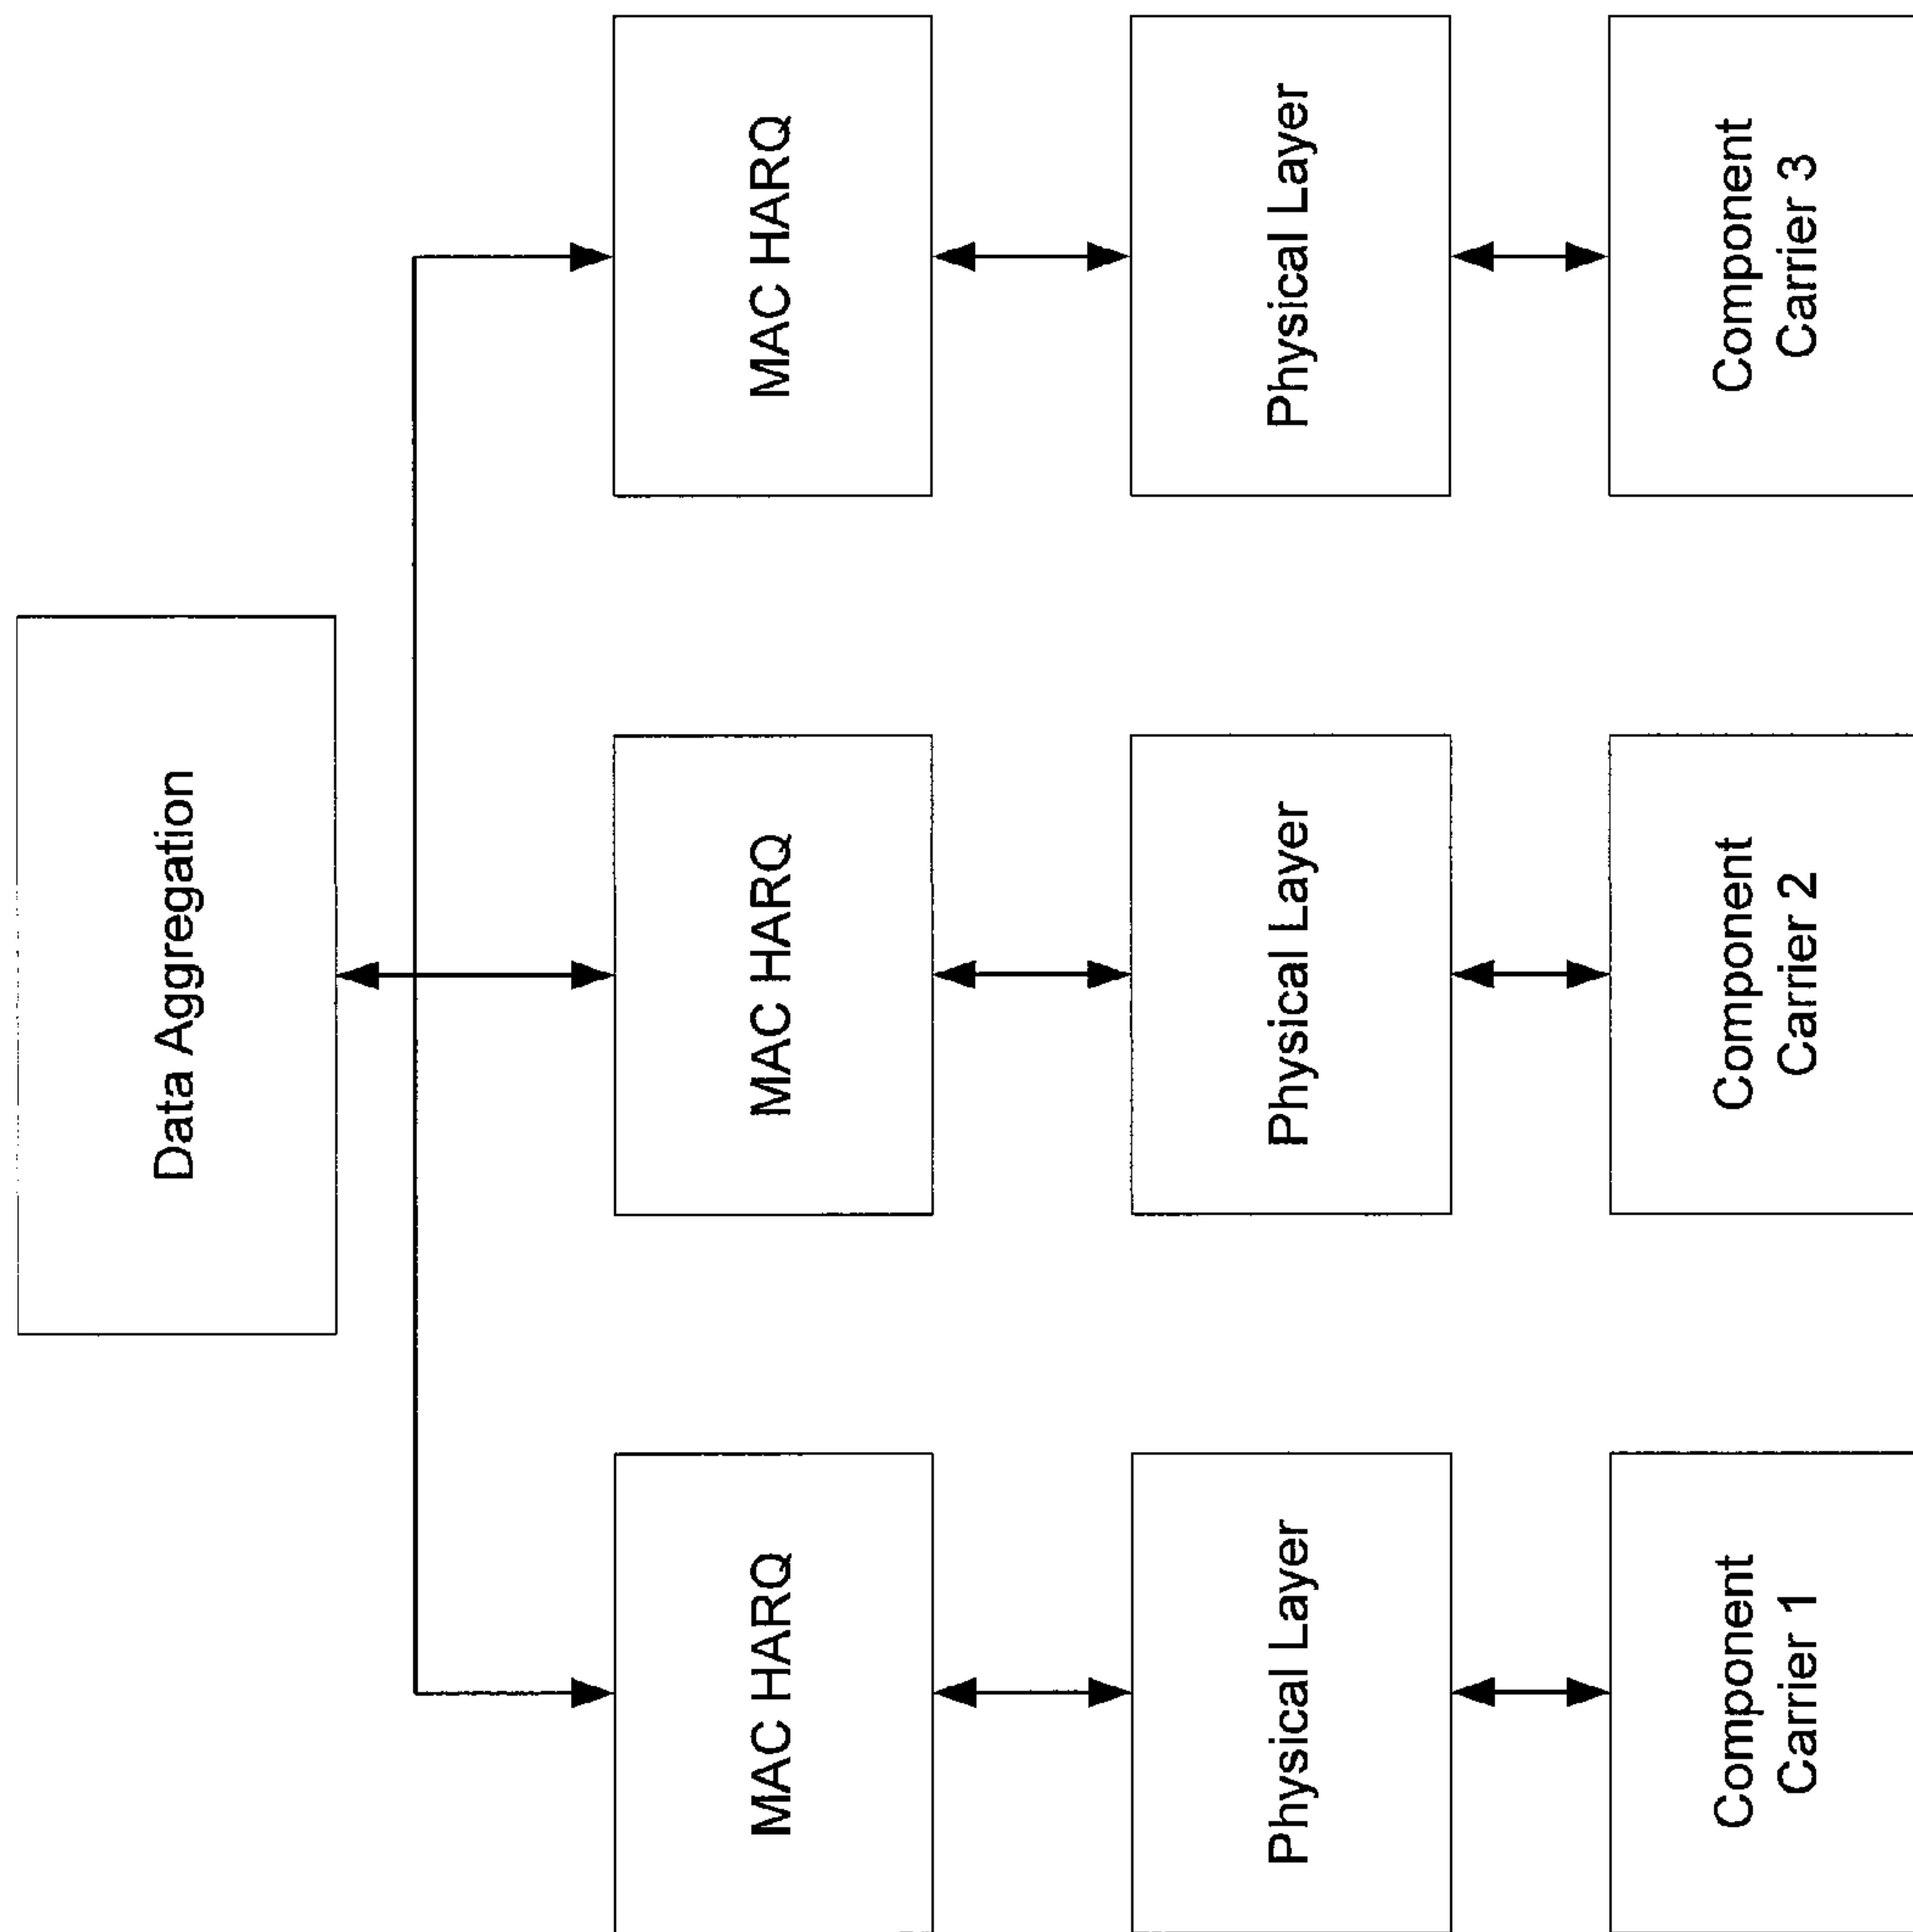 Data Aggregation
MAC HARQ
MAC HARQ
MAC HARQ
Physical Layer
Physical Layer
Physical Layer
Component
Carrier 1
Component
Carrier 2
Component
Carrier 3